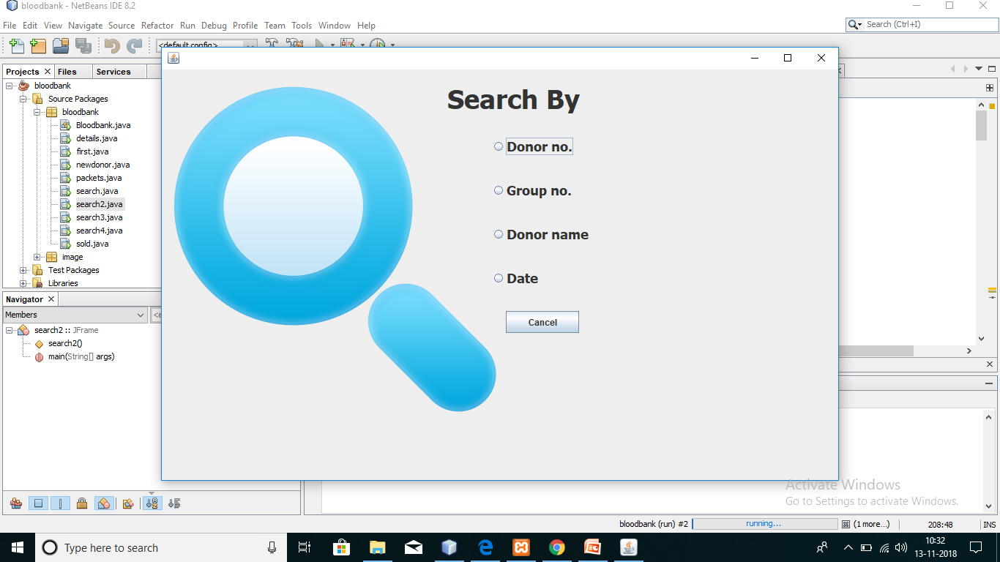 bloodbank - NetBeans IDE 8.2
File Edit View Navigate Source Refactor Run Debug Profile Team Tools Window Help
Search (Ctrl+I)
<default config>
Projects Files Services
bloodbank
Source Packages
bloodbank
Bloodbank.java
details.java
first.java
newdonor.java
packets.java
search.java
search2.java
search3.java
search4.java
sold.java
image
Test Packages
Libraries
Navigator
Members
search2 :: JFrame
search2()
main(String[] args)
Search By
Donor no.
Group no.
Donor name
Date
Cancel
Activate Windows
Go to Settings to activate Windows.
bloodbank (run) #2 running... (1 more...) 208:48 INS
Type here to search
10:32
13-11-2018